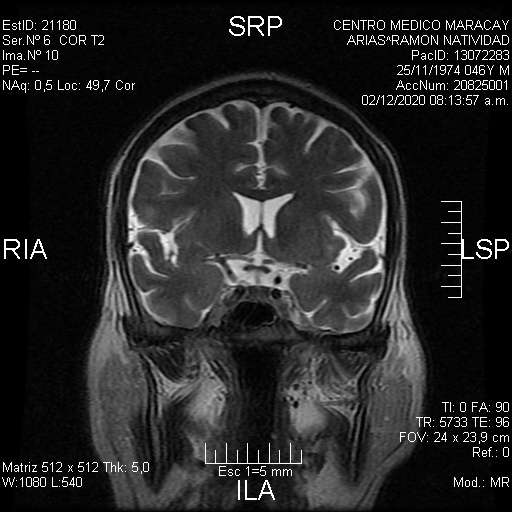 EstID: 21180
Ser.Nº 6 COR T2
Ima.Nº 10
PE= --
NAq: 0,5 Loc: 49,7 Cor
SRP
CENTRO MEDICO MARACAY
ARIAS^RAMON NATIVIDAD
PacID: 13072283
25/11/1974 046Y M
AccNum: 20825001
02/12/2020 08:13:57 a.m.
RIA
LSP
TI: 0 FA: 90
TR: 5733 TE: 96
FOV: 24 x 23,9 cm
Ref.: 0
Mod.: MR
Matriz 512 x 512 Thk: 5,0
W:1080 L:540
Esc 1=5 mm
ILA